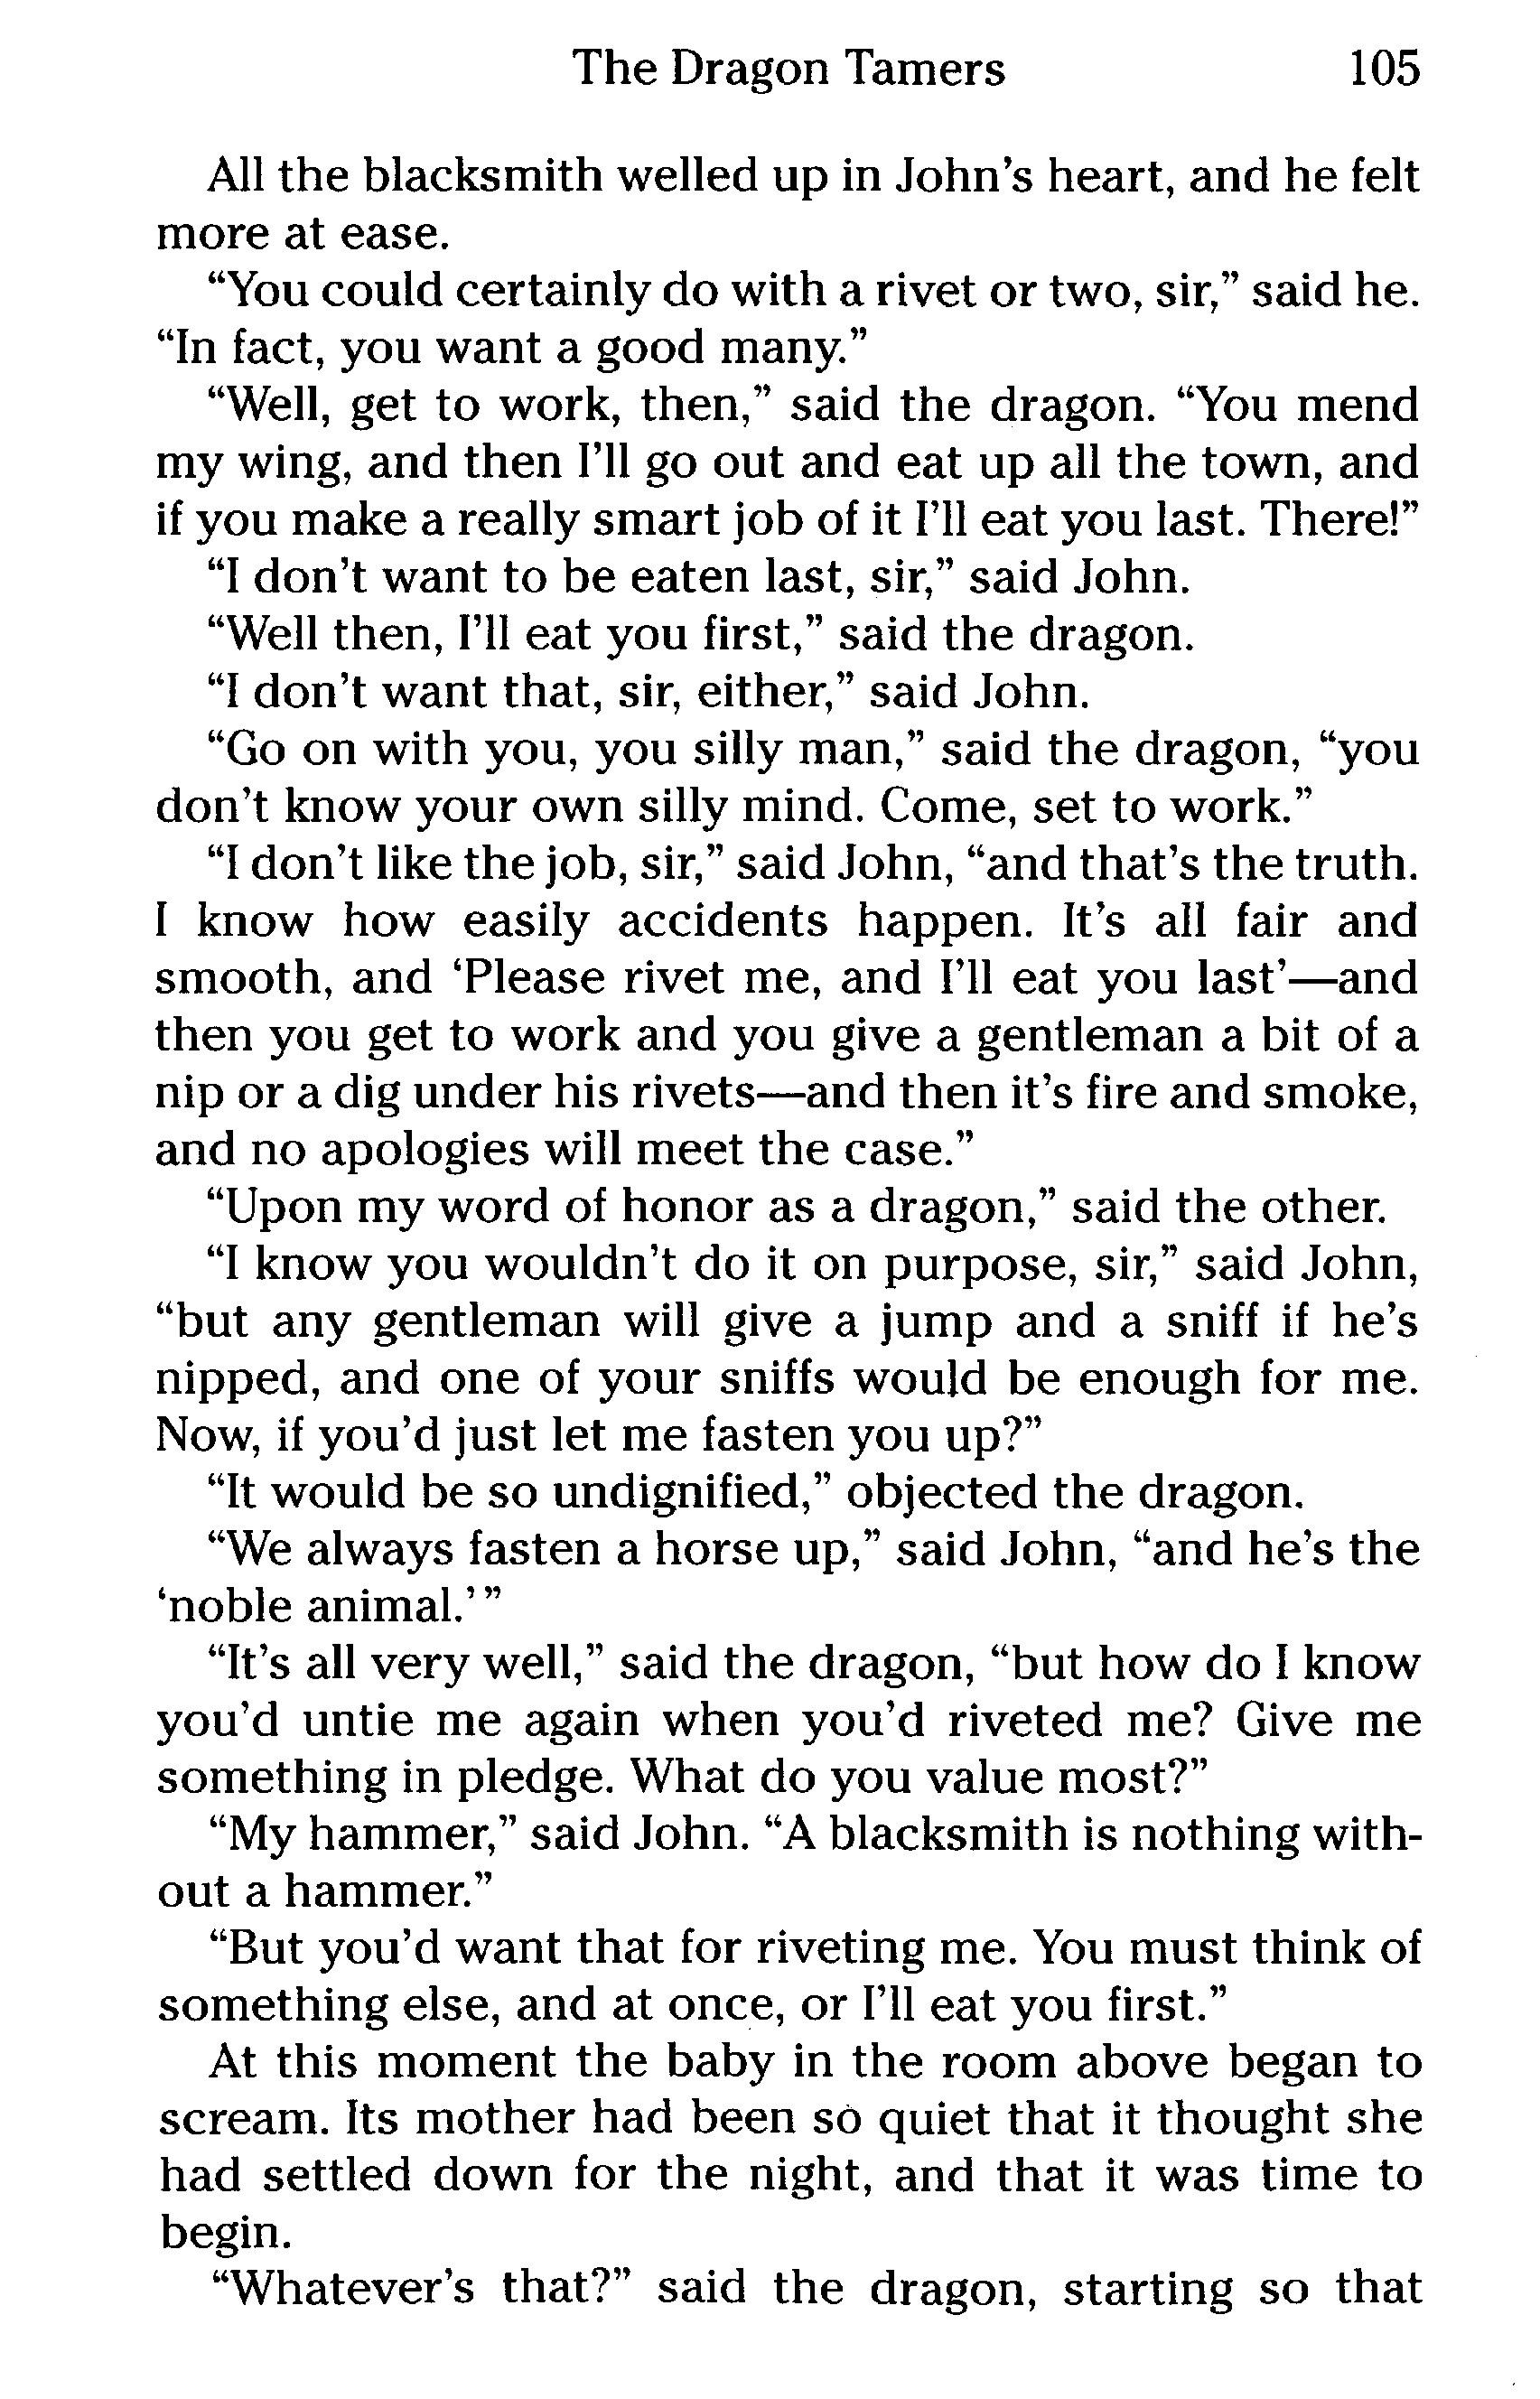 The Dragon Tamers 105
All the blacksmith welled up in John’s heart, and he felt
more at ease.
“You could certainly do with a rivet or two, sir,” said he.
“In fact, you want a good many.”
“Well, get to work, then,” said the dragon. “You mend
my wing, and then I’ll go out and eat up all the town, and
if you make a really smart job of it I’ll eat you last. There!”
“I don’t want to be eaten last, sir,” said John.
“Well then, I’ll eat you first,” said the dragon.
“I don’t want that, sir, either,” said John.
“Go on with you, you silly man,” said the dragon, “you
don’t know your own silly mind. Come, set to work.”
“I don’t like the job, sir,” said John, “and that’s the truth.
I know how easily accidents happen. It’s all fair and
smooth, and ‘Please rivet me, and I’ll eat you last’—and
then you get to work and you give a gentleman a bit of a
nip or a dig under his rivets—and then it’s fire and smoke,
and no apologies will meet the case.”
“Upon my word of honor as a dragon,” said the other.
“I know you wouldn’t do it on purpose, sir,” said John,
“but any gentleman will give a jump and a sniff if he’s
nipped, and one of your sniffs would be enough for me.
Now, if you’d just let me fasten you up?”
“It would be so undignified,” objected the dragon.
“We always fasten a horse up,” said John, “and he’s the
‘noble animal.’”
“It’s all very well,” said the dragon, “but how do I know
you’d untie me again when you’d riveted me? Give me
something in pledge. What do you value most?”
“My hammer,” said John. “A blacksmith is nothing with-
out a hammer.”
“But you’d want that for riveting me. You must think of
something else, and at once, or I’ll eat you first.”
At this moment the baby in the room above began to
scream. Its mother had been so quiet that it thought she
had settled down for the night, and that it was time to
begin.
“Whatever’s that?” said the dragon, starting so that